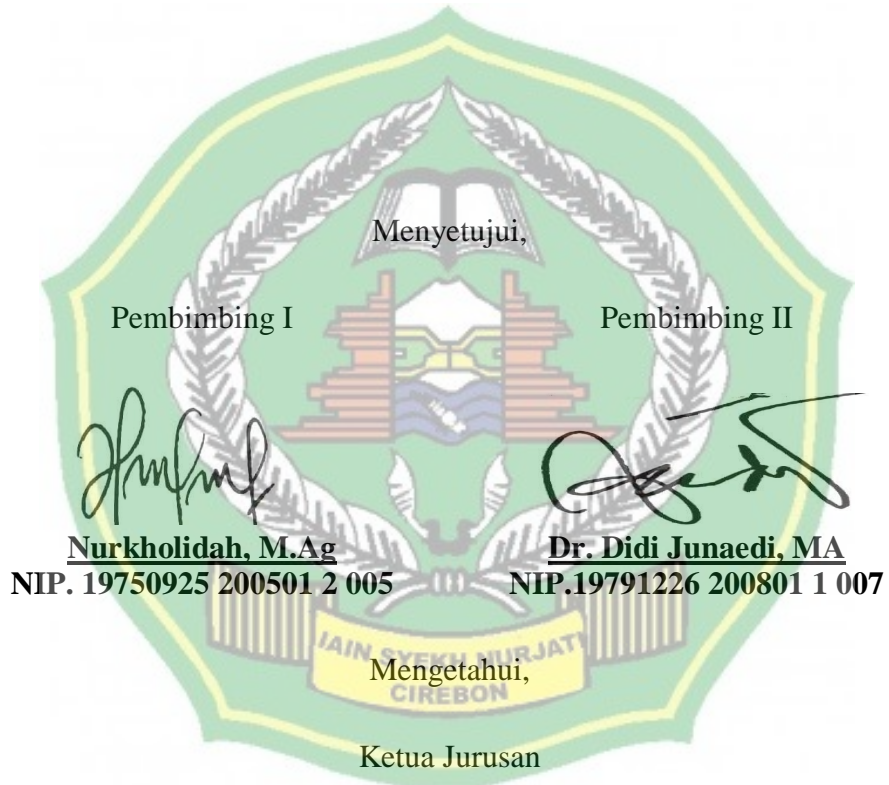 Menyetujui,
Pembimbing I
Pembimbing II
Nurkholidah, M.Ag
Dr. Didi Junaedi, MA
NIP. 19750925 200501 2 005
NIP.19791226 200801 1 007
IAIN SYEKH NURJATI
Mengetahui,
CIREBON
Ketua Jurusan